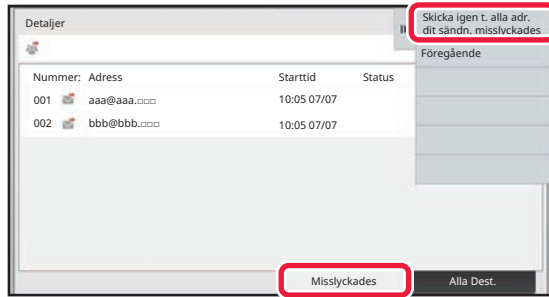 Detaljer
Skicka igen t. alla adr.
dit sändn. misslyckades
Föregående
Nummer: Adress Starttid Status
001 aaa@aaa.□□□ 10:05 07/07
002 bbb@bbb.□□□ 10:05 07/07
Misslyckades Alla Dest.